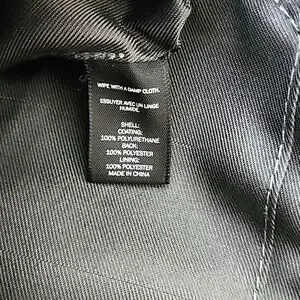 WIPE WITH A DAMP CLOTH.
ESSUYER AVEC UN LINGE
HUMIDE.
SHELL:
COATING:
100% POLYURETHANE
BACK:
100% POLYESTER
LINING:
100% POLYESTER
MADE IN CHINA